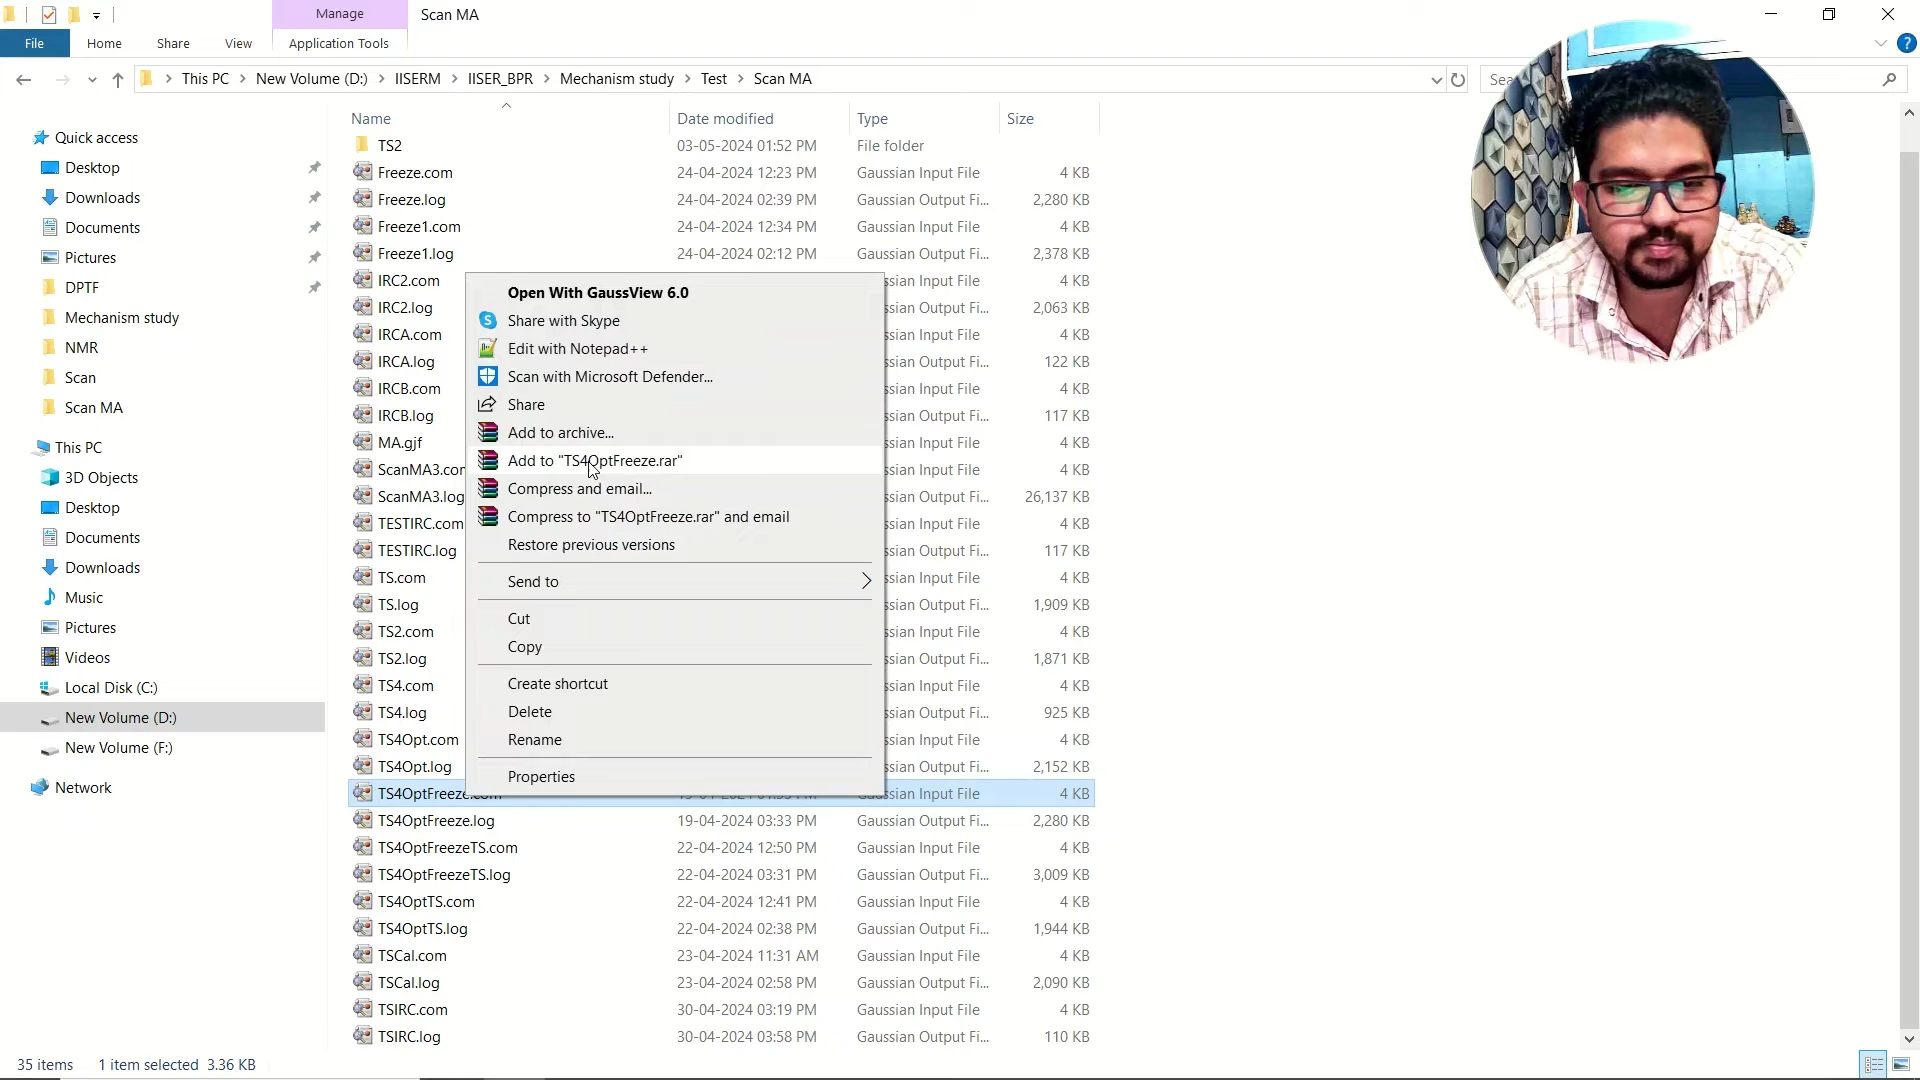 Manage
Scan MA
File
Home
Share
View
Application Tools
This PC
New Volume (D:)
IISERM
IISER_BPR
Mechanism study
Test
Scan MA
Name
Date modified
Type
Size
Quick access
Desktop
Downloads
Documents
Pictures
DPTF
Mechanism study
NMR
Scan
Scan MA
This PC
3D Objects
Desktop
Documents
Downloads
Music
Pictures
Videos
Local Disk (C:)
New Volume (D:)
New Volume (F:)
Network
TS2 03-05-2024 01:52 PM File folder
Freeze.com 24-04-2024 12:23 PM Gaussian Input File 4 KB
Freeze.log 24-04-2024 02:39 PM Gaussian Output Fi... 2,280 KB
Freeze1.com 24-04-2024 12:34 PM Gaussian Input File 4 KB
Freeze1.log 24-04-2024 02:12 PM Gaussian Output Fi... 2,378 KB
IRC2.com ssian Input File 4 KB
IRC2.log ssian Output Fi... 2,063 KB
IRCA.com ssian Input File 4 KB
IRCA.log ssian Output Fi... 122 KB
IRCB.com ssian Input File 4 KB
IRCB.log ssian Output Fi... 117 KB
MA.gjf ssian Input File 4 KB
ScanMA3.con ssian Input File 4 KB
ScanMA3.log ssian Output Fi... 26,137 KB
TESTIRC.com ssian Input File 4 KB
TESTIRC.log ssian Output Fi... 117 KB
TS.com ssian Input File 4 KB
TS.log ssian Output Fi... 1,909 KB
TS2.com ssian Input File 4 KB
TS2.log ssian Output Fi... 1,871 KB
TS4.com ssian Input File 4 KB
TS4.log ssian Output Fi... 925 KB
TS4Opt.com ssian Input File 4 KB
TS4Opt.log ssian Output Fi... 2,152 KB
TS4OptFreeze.com Gaussian Input File 4 KB
TS4OptFreeze.log 19-04-2024 03:33 PM Gaussian Output Fi... 2,280 KB
TS4OptFreezeTS.com 22-04-2024 12:50 PM Gaussian Input File 4 KB
TS4OptFreezeTS.log 22-04-2024 03:31 PM Gaussian Output Fi... 3,009 KB
TS4OptTS.com 22-04-2024 12:41 PM Gaussian Input File 4 KB
TS4OptTS.log 22-04-2024 02:38 PM Gaussian Output Fi... 1,944 KB
TSCal.com 23-04-2024 11:31 AM Gaussian Input File 4 KB
TSCal.log 23-04-2024 02:58 PM Gaussian Output Fi... 2,090 KB
TSIRC.com 30-04-2024 03:19 PM Gaussian Input File 4 KB
TSIRC.log 30-04-2024 03:58 PM Gaussian Output Fi... 110 KB
Open With GaussView 6.0
Share with Skype
Edit with Notepad++
Scan with Microsoft Defender...
Share
Add to archive...
Add to "TS4OptFreeze.rar"
Compress and email...
Compress to "TS4OptFreeze.rar" and email
Restore previous versions
Send to
Cut
Copy
Create shortcut
Delete
Rename
Properties
35 items 1 item selected 3.36 KB